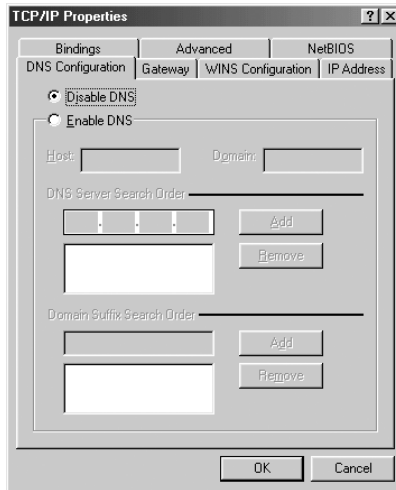 TCP/IP Properties
Bindings Advanced NetBIOS
DNS Configuration Gateway WINS Configuration IP Address
Disable DNS
Enable DNS
Host: Domain:
DNS Server Search Order
Add
Remove
Domain Suffix Search Order
Add
Remove
OK Cancel